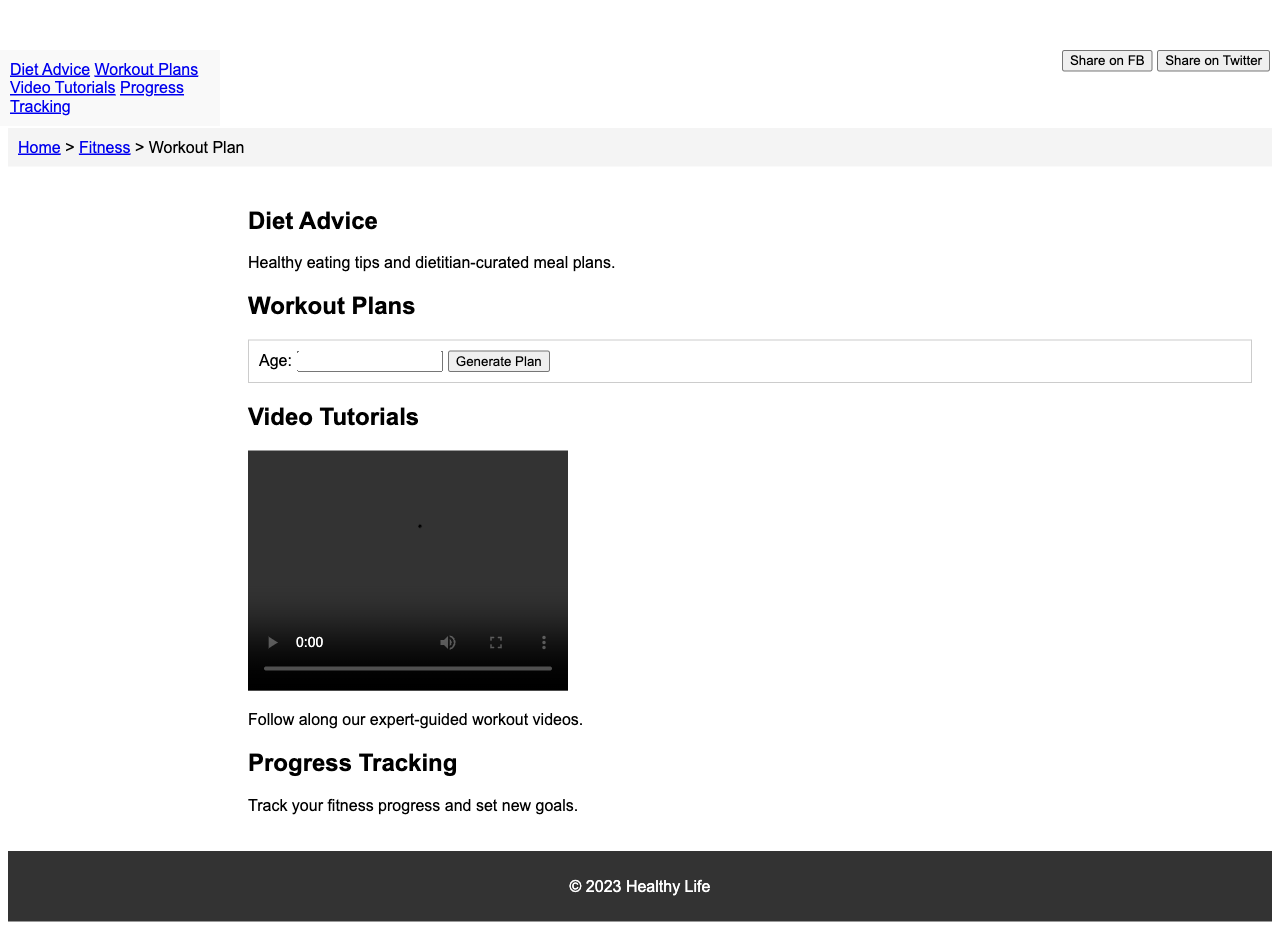 Diet Advice Workout Plans
Video Tutorials Progress
Tracking
Share on FB Share on Twitter
Home > Fitness > Workout Plan
Diet Advice
Healthy eating tips and dietitian-curated meal plans.
Workout Plans
Age: Generate Plan
Video Tutorials
0:00
Follow along our expert-guided workout videos.
Progress Tracking
Track your fitness progress and set new goals.
© 2023 Healthy Life